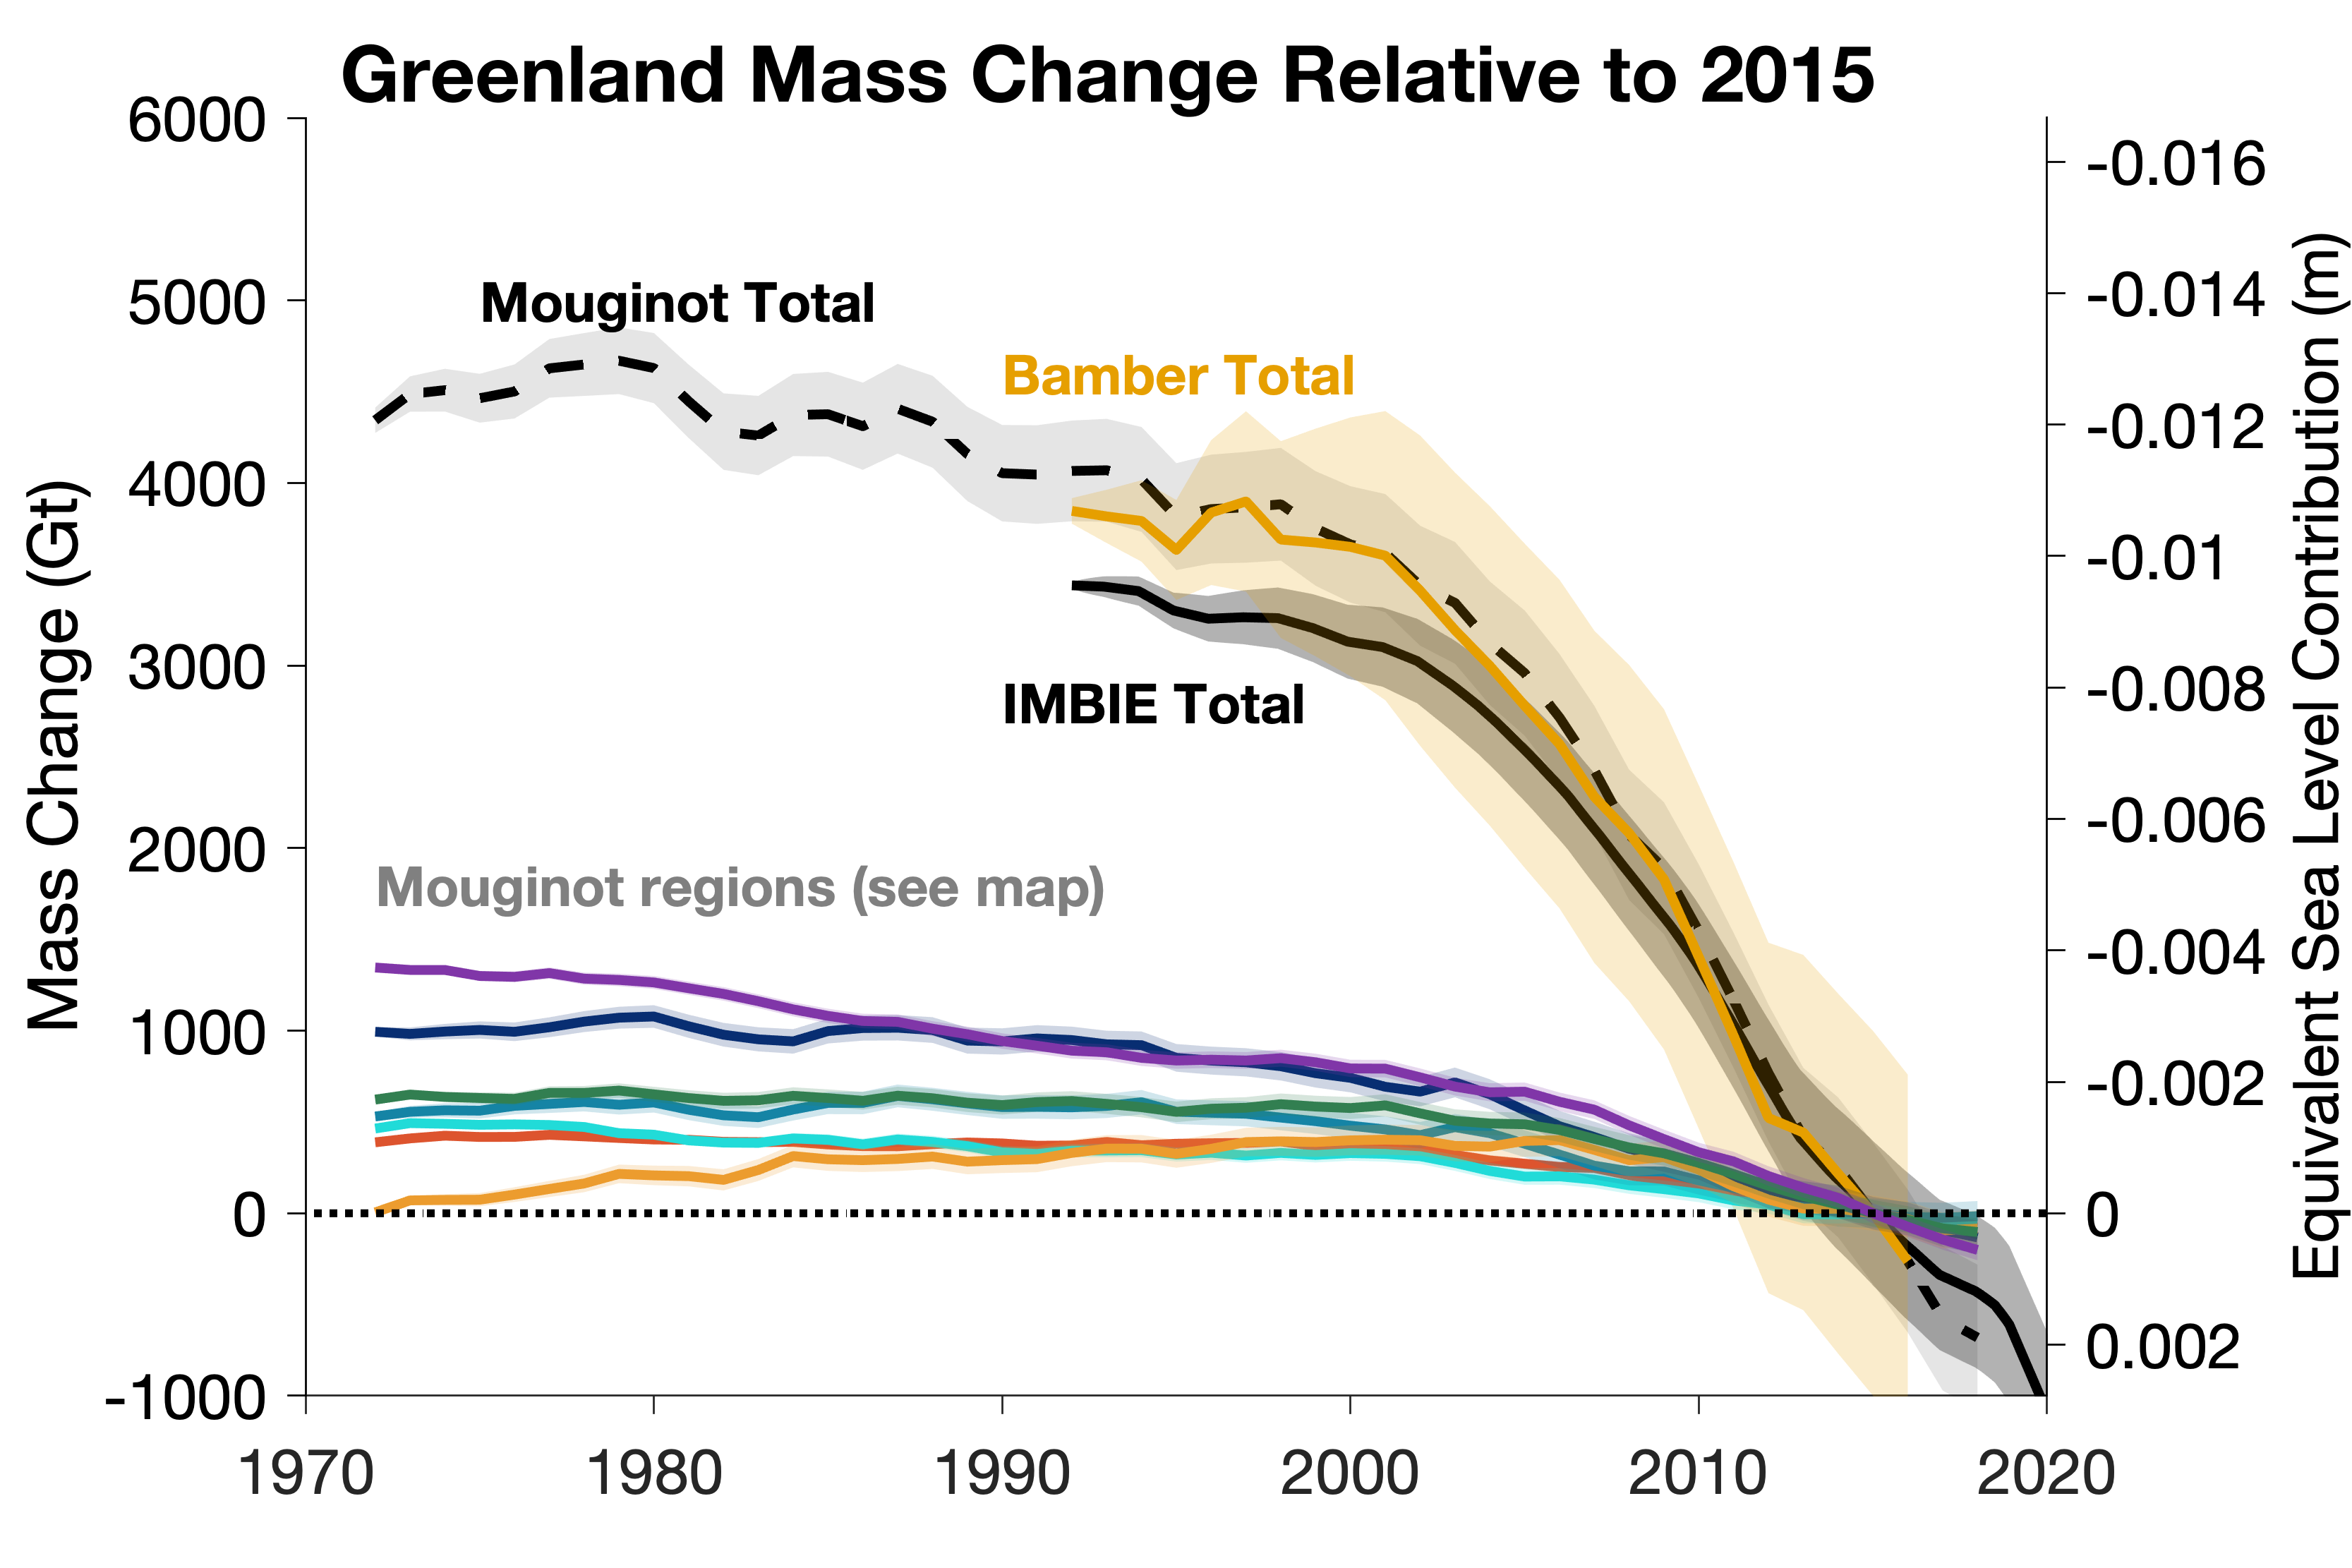 Greenland Mass Change Relative to 2015
Mass Change (Gt)
6000
5000
4000
3000
2000
1000
0
-1000
Mouginot Total
Bamber Total
IMBIE Total
Mouginot regions (see map)
-0.016
-0.014
-0.012
-0.01
-0.008
-0.006
-0.004
-0.002
0
0.002
Equivalent Sea Level Contribution (m)
1970 1980 1990 2000 2010 2020